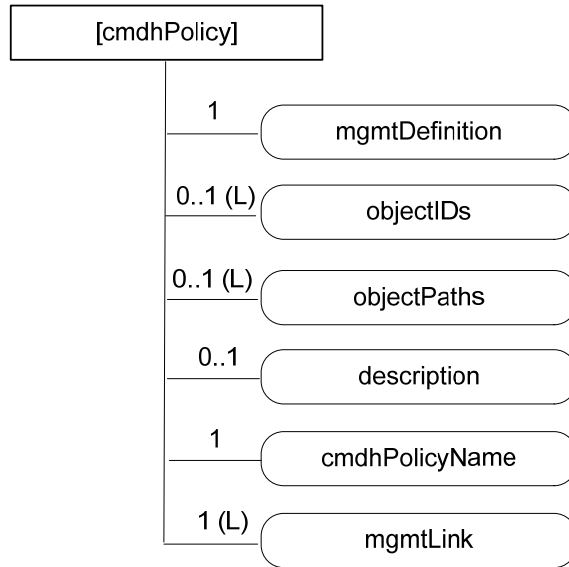 [cmdhPolicy]
1
mgmtDefinition
0..1 (L)
objectIDs
0..1 (L)
objectPaths
0..1
description
1
cmdhPolicyName
1 (L)
mgmtLink